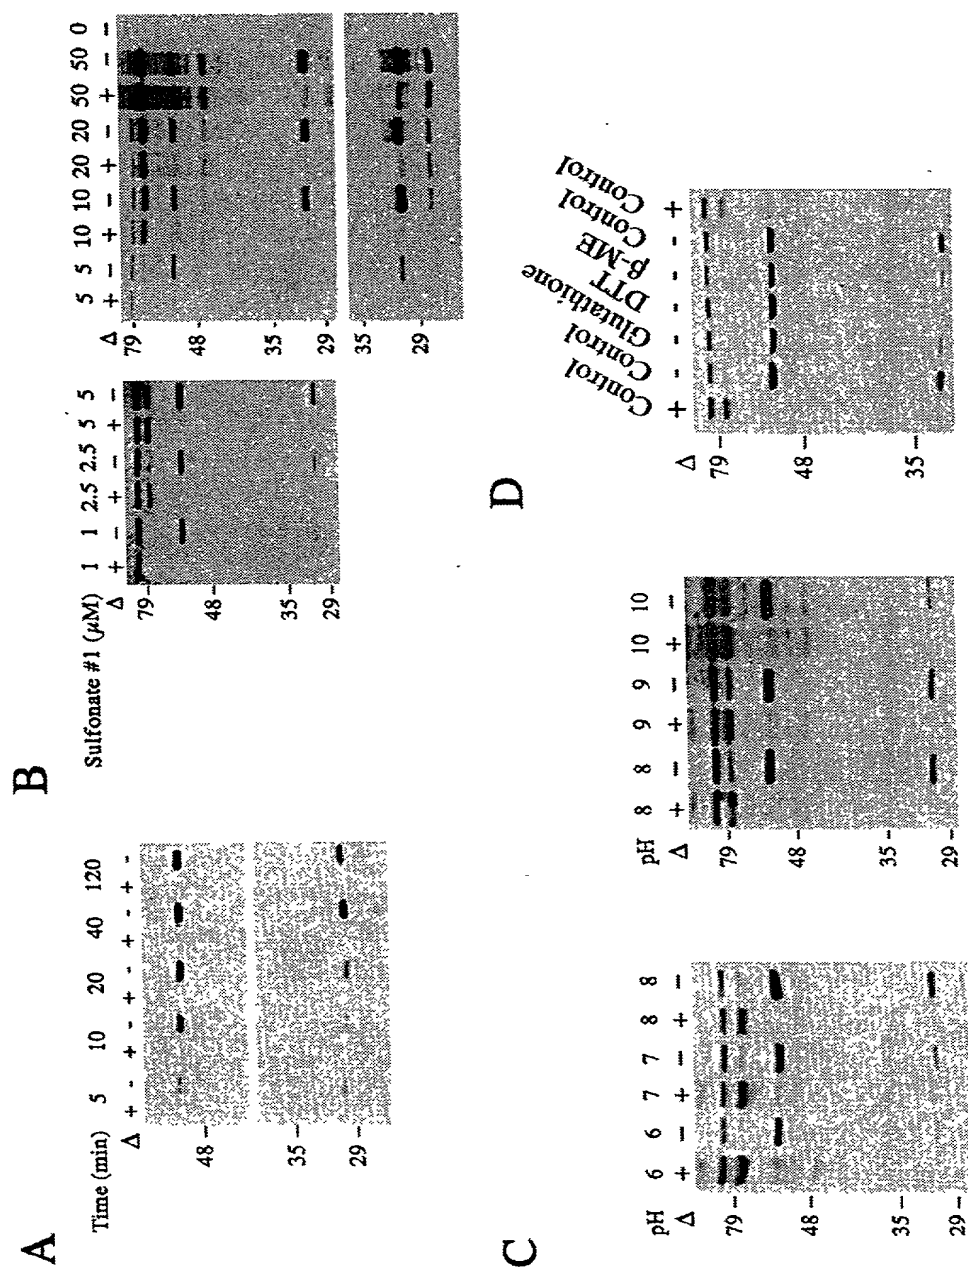 A
Time (min) 5 10 20 40 120
Δ + - + - + - + - + -
48 –
35 –
29 –
B
Sulfonate #1 (μM) 1 1 2.5 2.5 5 5
Δ + – + – + –
79 –
48 –
35 –
29 –
5 5 10 10 20 20 50 50 0
Δ + – + – + – + – –
79 –
48 –
29 –
35 –
29 –
C
pH 6 6 7 7 8 8
Δ + – + – + –
79 –
48 –
35 –
29 –
pH 8 8 9 9 10 10
Δ + – + – + –
79 –
48 –
35 –
29 –
D
Control
Control
Glutathione
DTT
β-ME
Control
Control
Δ + - - - - - +
79 –
48 –
35 –